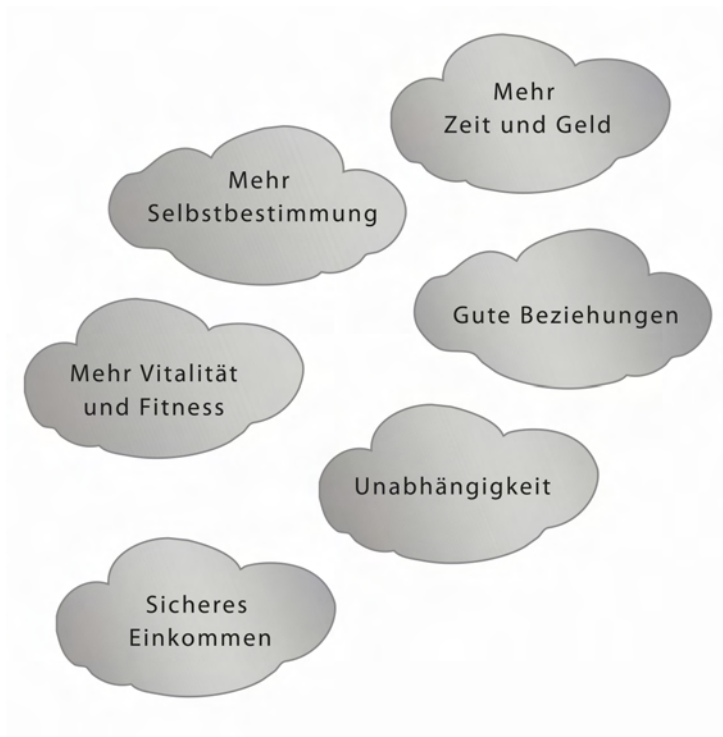 Mehr
Zeit und Geld
Mehr
Selbstbestimmung
Gute Beziehungen
Mehr Vitalität
und Fitness
Unabhängigkeit
Sicheres
Einkommen